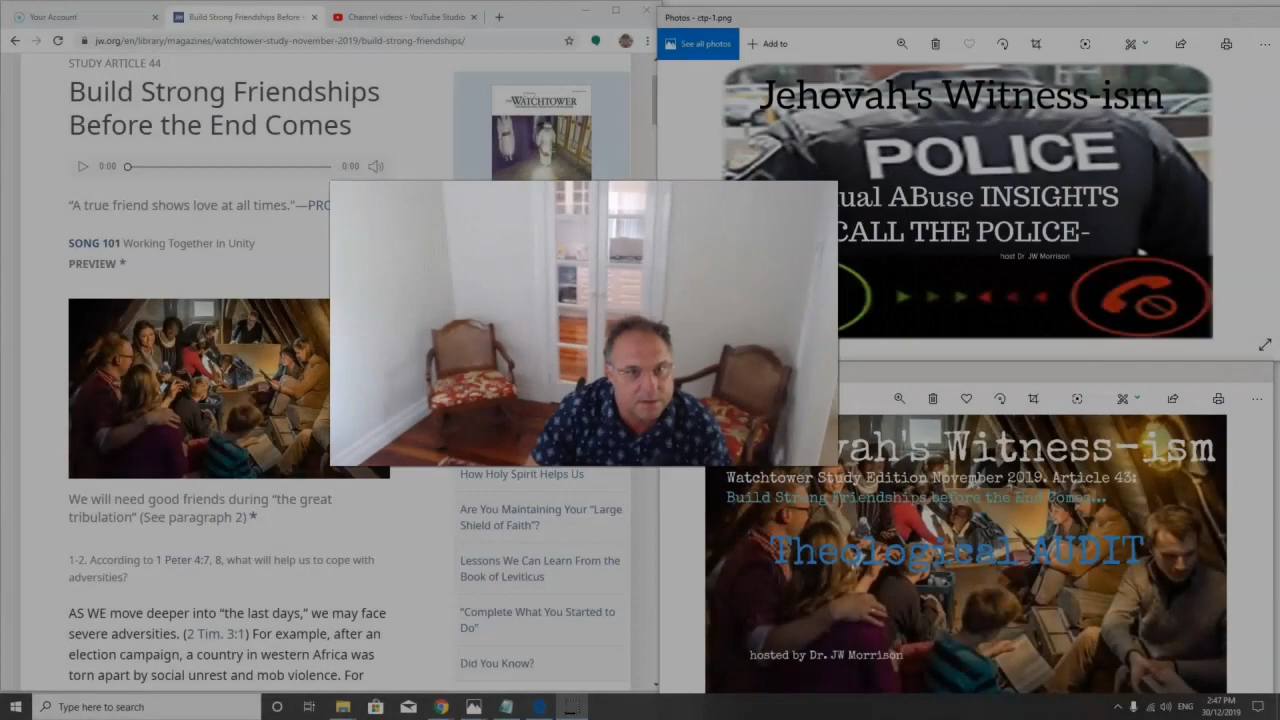 Your Account
Build Strong Friendships Before
Channel videos - YouTube Studio
jw.org/en/library/magazines/watchtower-study-november-2019/build-strong-friendships/
STUDY ARTICLE 44
Build Strong Friendships
Before the End Comes
0:00
0:00
“A true friend shows love at all times.”—PRO
SONG 101 Working Together in Unity
PREVIEW *
We will need good friends during “the great
tribulation” (See paragraph 2) *
1-2. According to 1 Peter 4:7, 8, what will help us to cope with
adversities?
AS WE move deeper into “the last days,” we may face
severe adversities. (2 Tim. 3:1) For example, after an
election campaign, a country in western Africa was
torn apart by social unrest and mob violence. For
THE WATCHTOWER
How Holy Spirit Helps Us
Are You Maintaining Your “Large
Shield of Faith”?
Lessons We Can Learn From the
Book of Leviticus
“Complete What You Started to
Do”
Did You Know?
Photos - ctp-1.png
See all photos
Add to
Jehovah's Witness-ism
POLICE
ual ABuse INSIGHTS
CALL THE POLICE-
host Dr JW Morrison
vah's Witness-ism
Watchtower Study Edition November 2019. Article 43:
Build Strong Friendships before the End Comes...
Theological AUDIT
hosted by Dr. JW Morrison
Type here to search
ENG
2:47 PM
30/12/2019